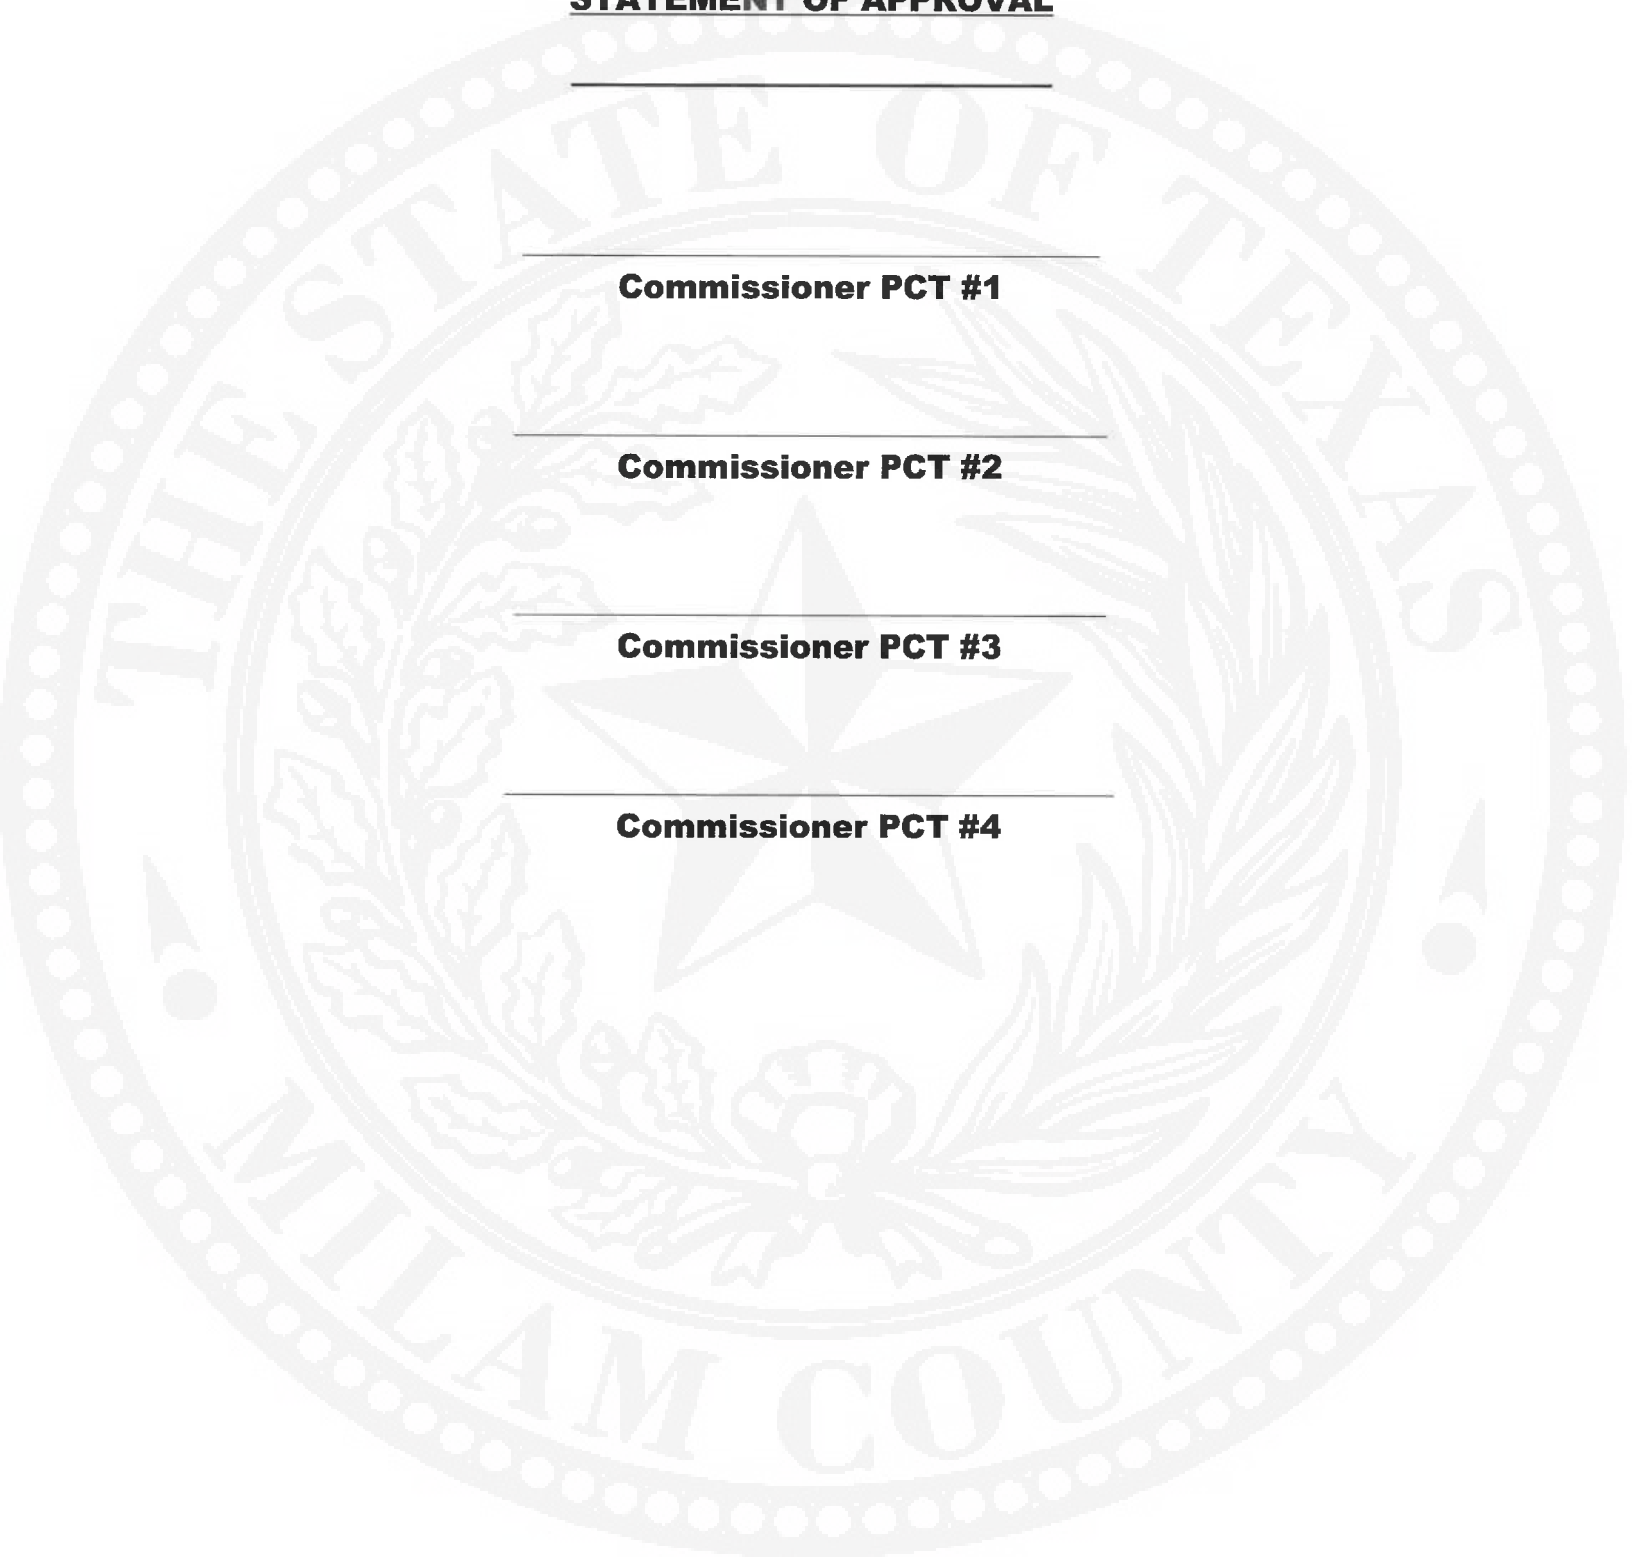 STATEMENT OF APPROVAL
THE STATE OF TEXAS
Commissioner PCT #1
Commissioner PCT #2
Commissioner PCT #3
Commissioner PCT #4
MILAM COUNTY